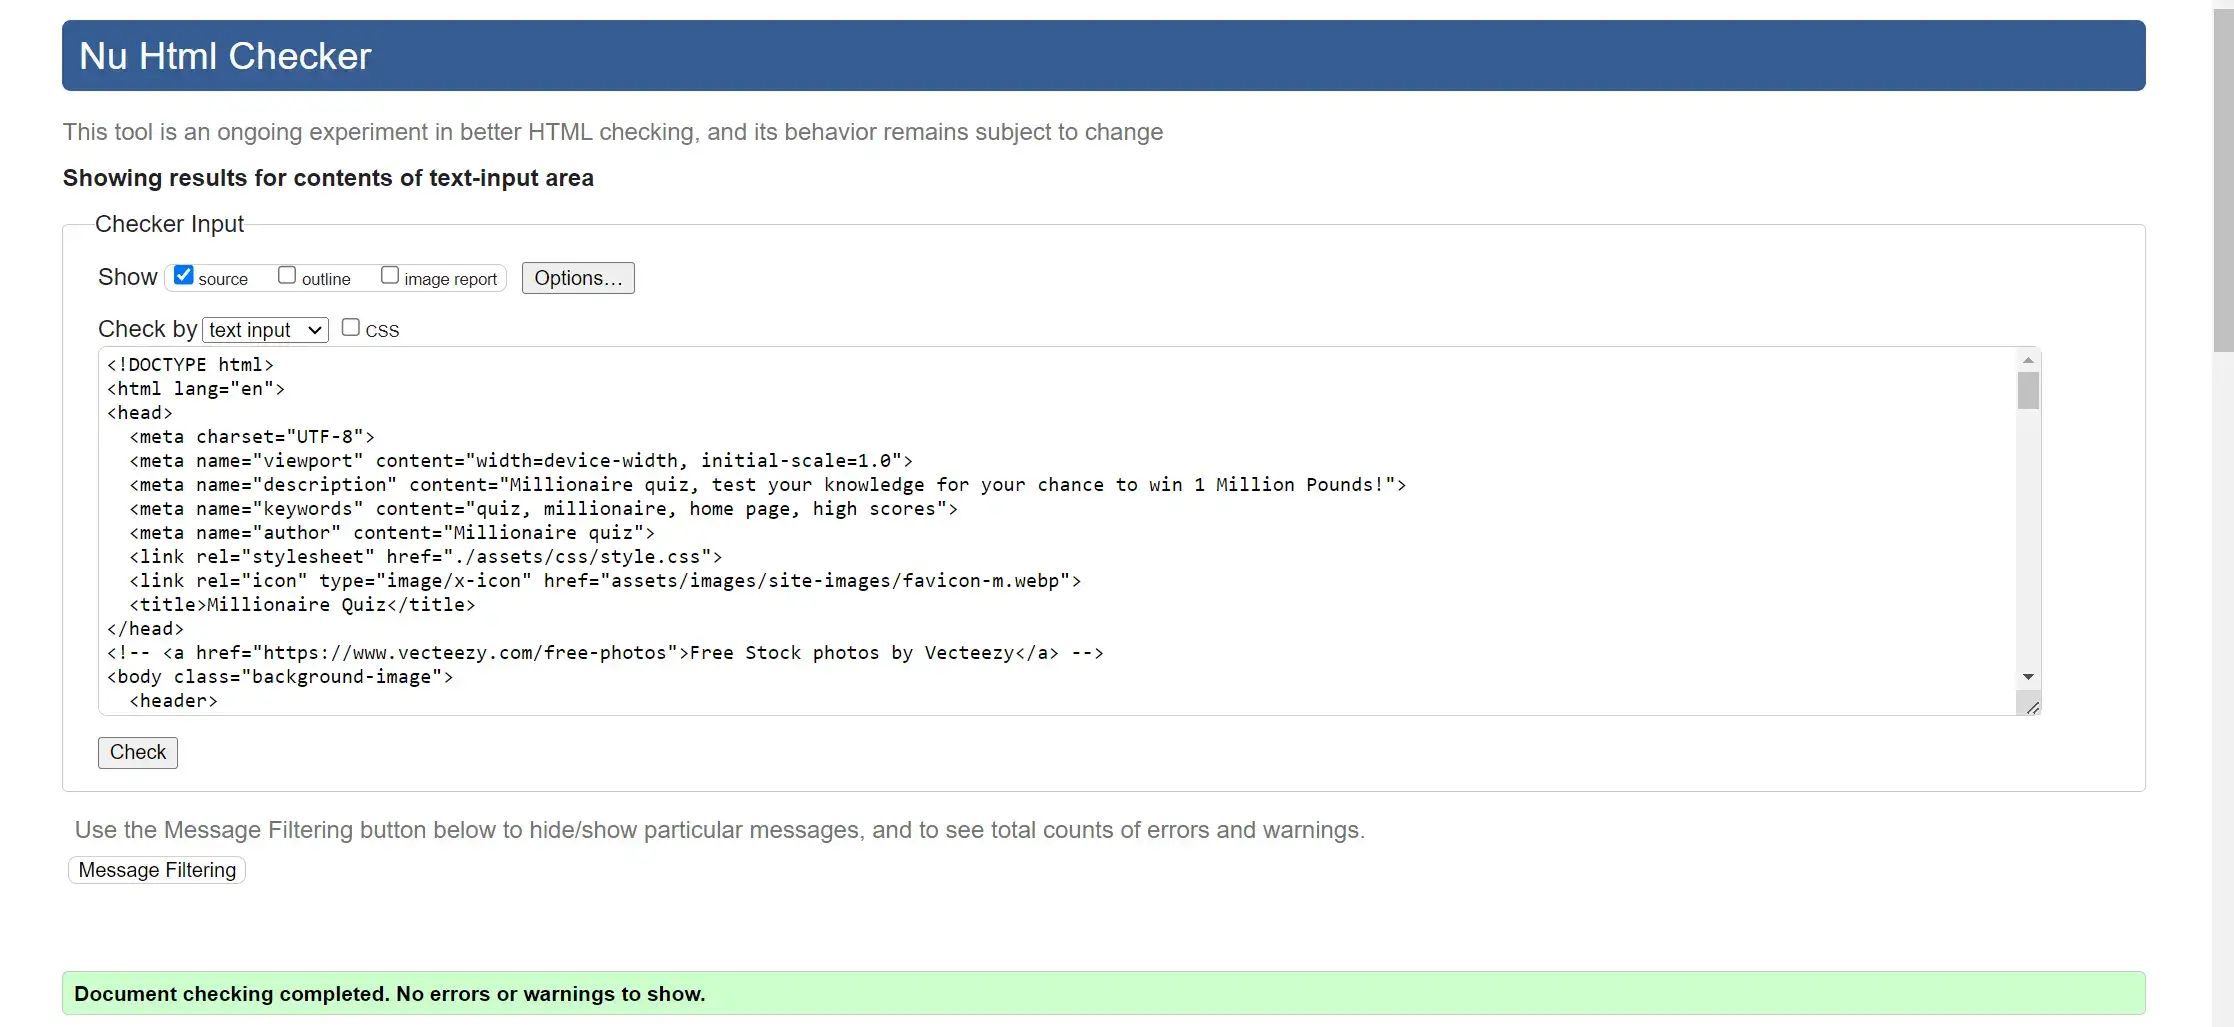 Nu Html Checker
This tool is an ongoing experiment in better HTML checking, and its behavior remains subject to change
Showing results for contents of text-input area
Checker Input
Show source outline image report Options...
Check by text input CSS
<!DOCTYPE html>
<html lang="en">
<head>
  <meta charset="UTF-8">
  <meta name="viewport" content="width=device-width, initial-scale=1.0">
  <meta name="description" content="Millionaire quiz, test your knowledge for your chance to win 1 Million Pounds!">
  <meta name="keywords" content="quiz, millionaire, home page, high scores">
  <meta name="author" content="Millionaire quiz">
  <link rel="stylesheet" href="./assets/css/style.css">
  <link rel="icon" type="image/x-icon" href="assets/images/site-images/favicon-m.webp">
  <title>Millionaire Quiz</title>
</head>
<!-- <a href="https://www.vecteezy.com/free-photos">Free Stock photos by Vecteezy</a> -->
<body class="background-image">
  <header>
Check
Use the Message Filtering button below to hide/show particular messages, and to see total counts of errors and warnings.
Message Filtering
Document checking completed. No errors or warnings to show.